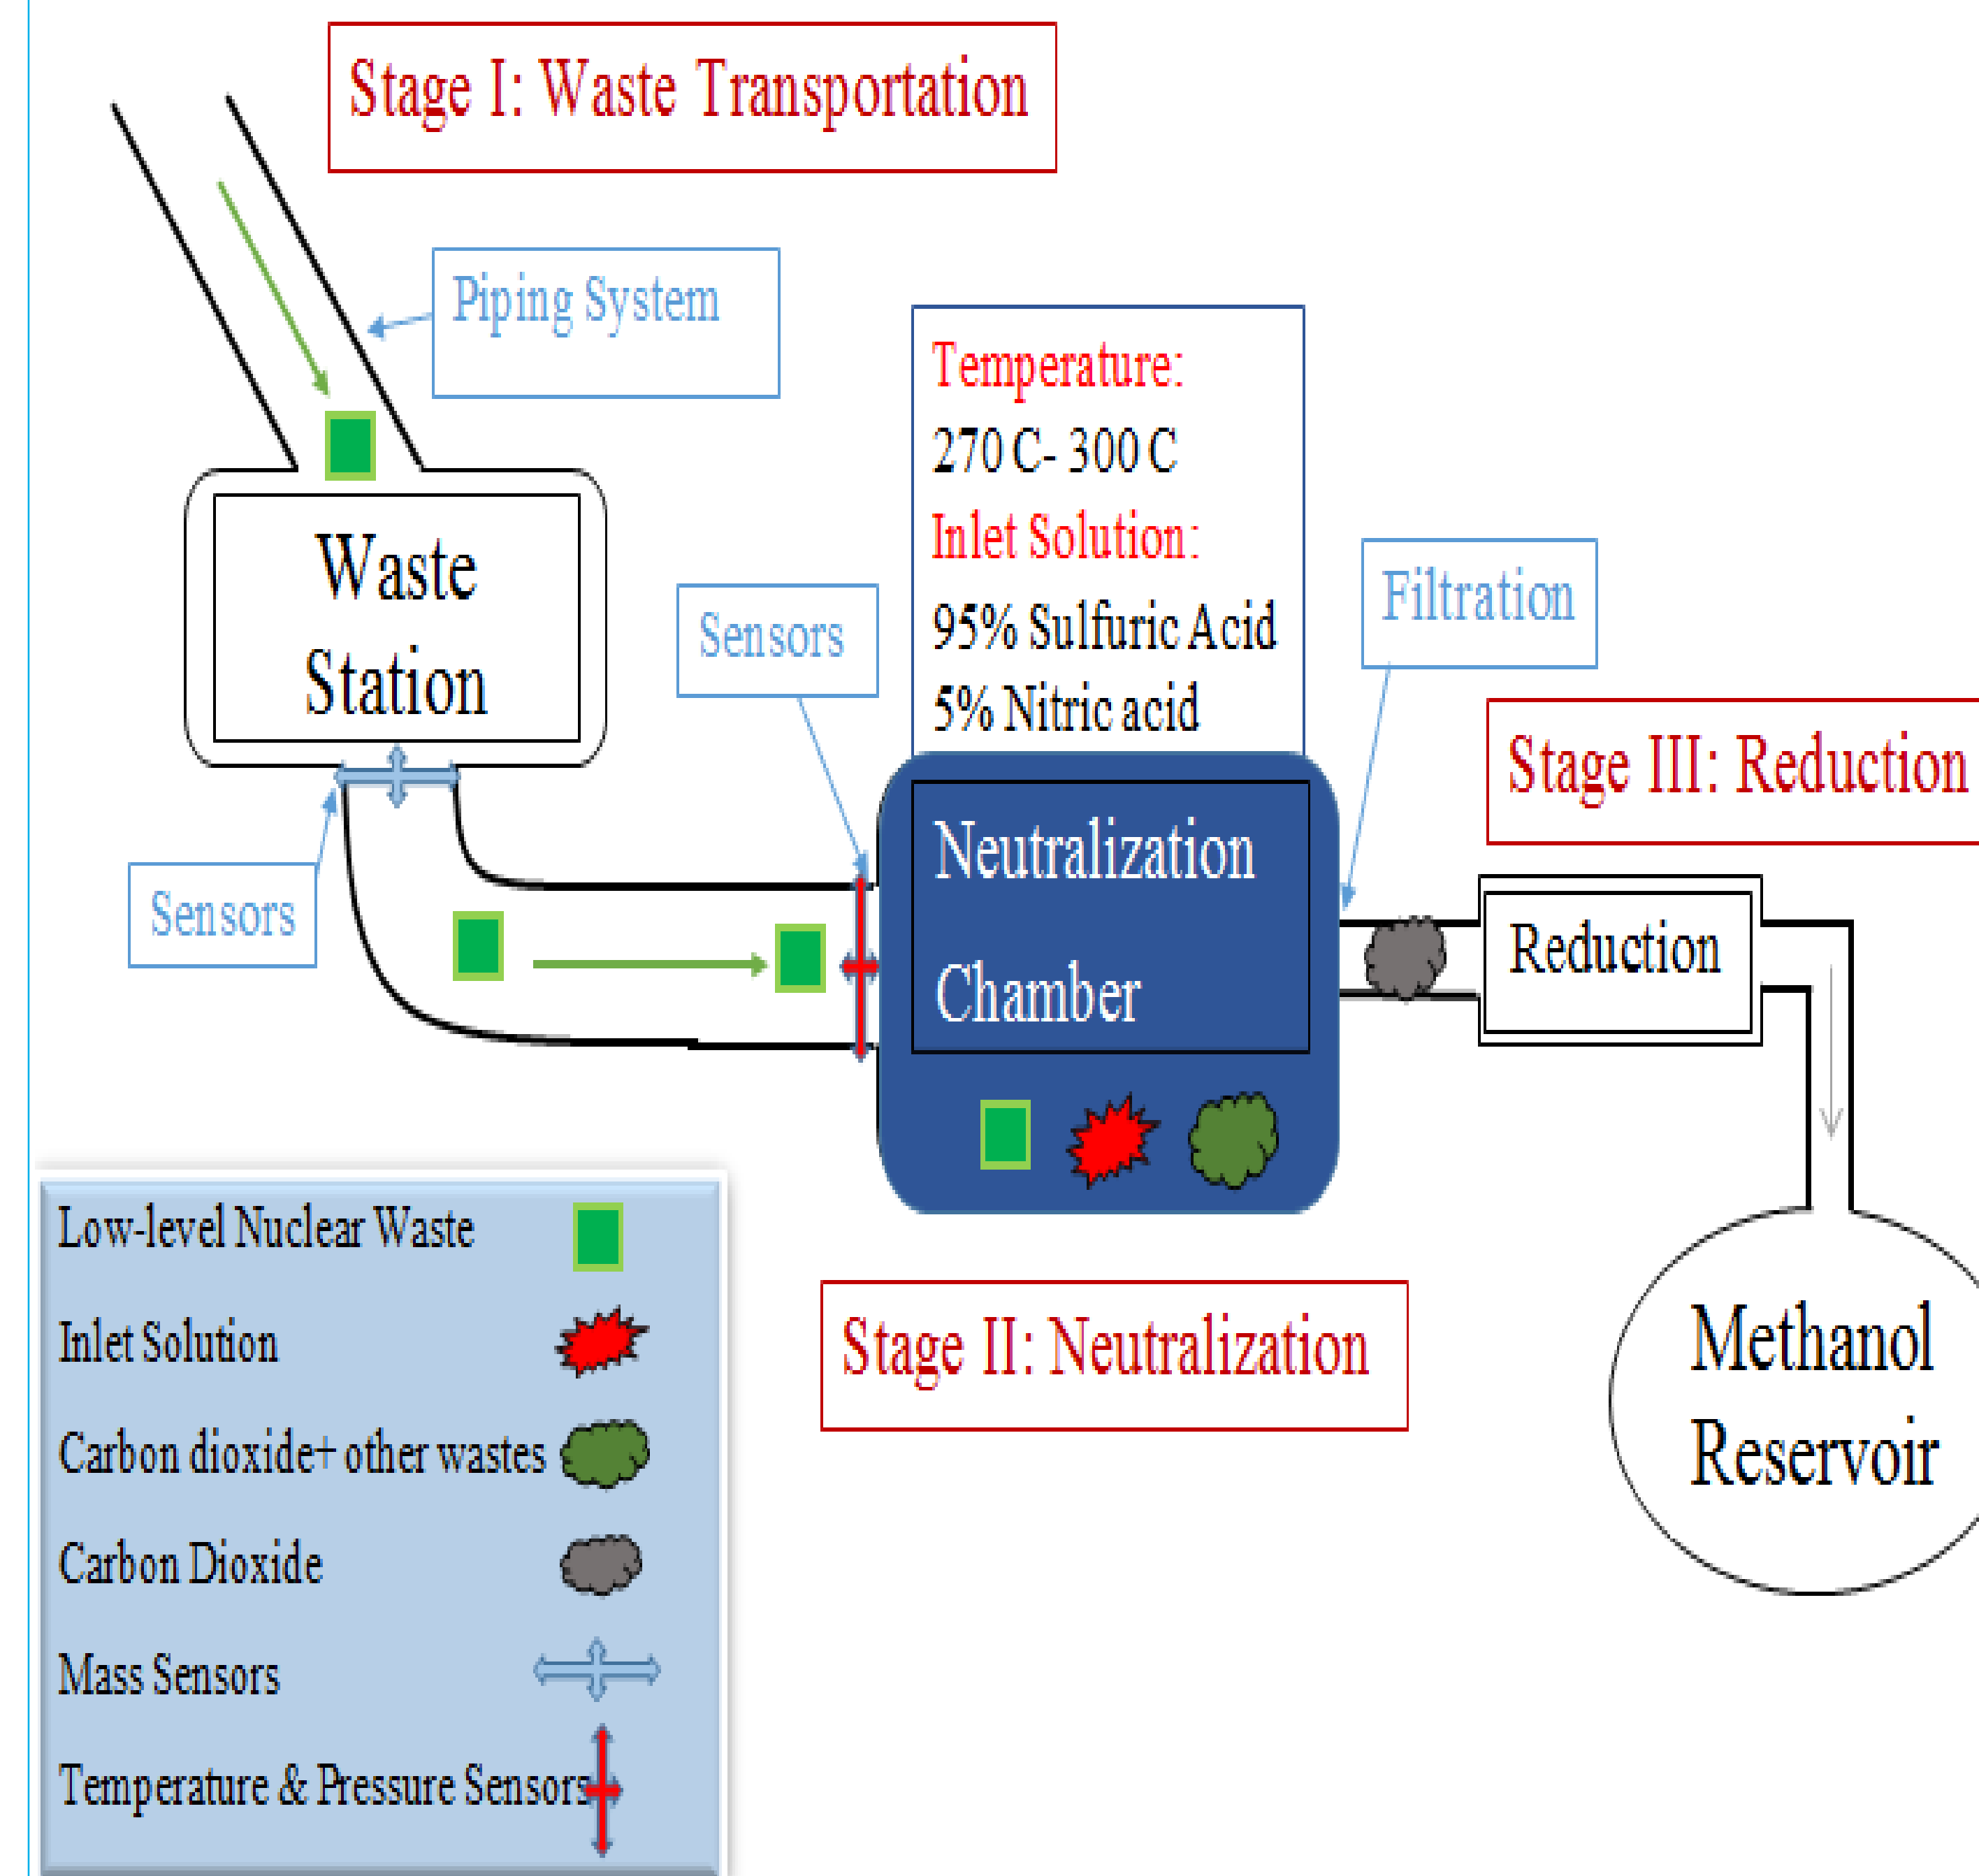 Stage I: Waste Transportation
Piping System
Waste
Station
Sensors
Sensors
Temperature:
270 C- 300 C
Inlet Solution:
95% Sulfuric Acid
5% Nitric acid
Neutralization
Chamber
Filtration
Stage III: Reduction
Reduction
Stage II: Neutralization
Methanol
Reservoir
Low-level Nuclear Waste
Inlet Solution
Carbon dioxide+ other wastes
Carbon Dioxide
Mass Sensors
Temperature & Pressure Sensors